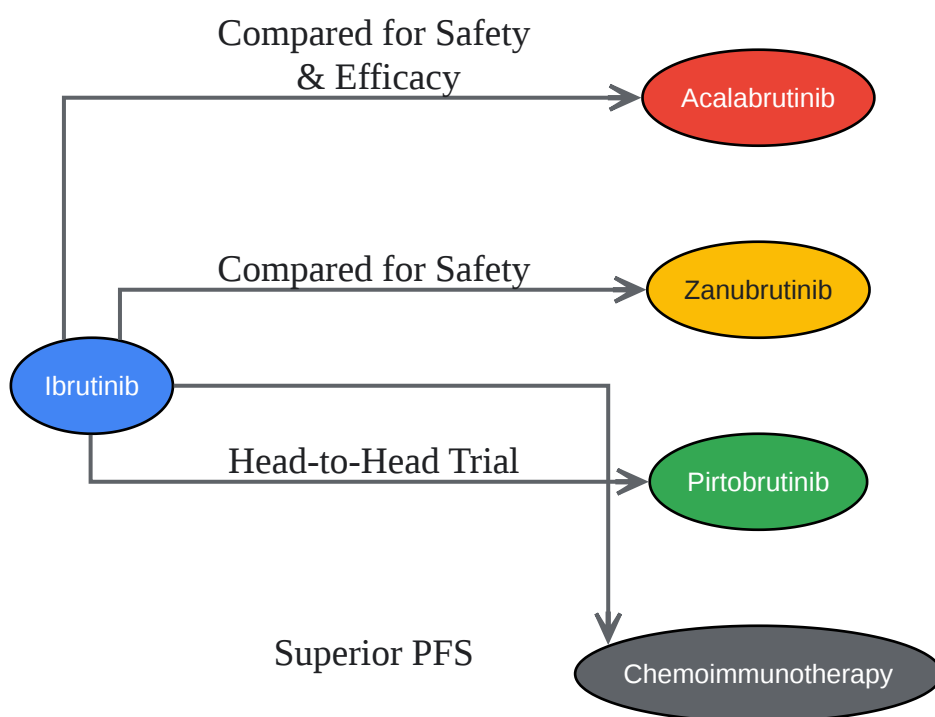 Compared for Safety
& Efficacy
Acalabrutinib
Compared for Safety
Zanubrutinib
Ibrutinib
Head-to-Head Trial
Pirtobrutinib
Superior PFS
Chemoimmunotherapy